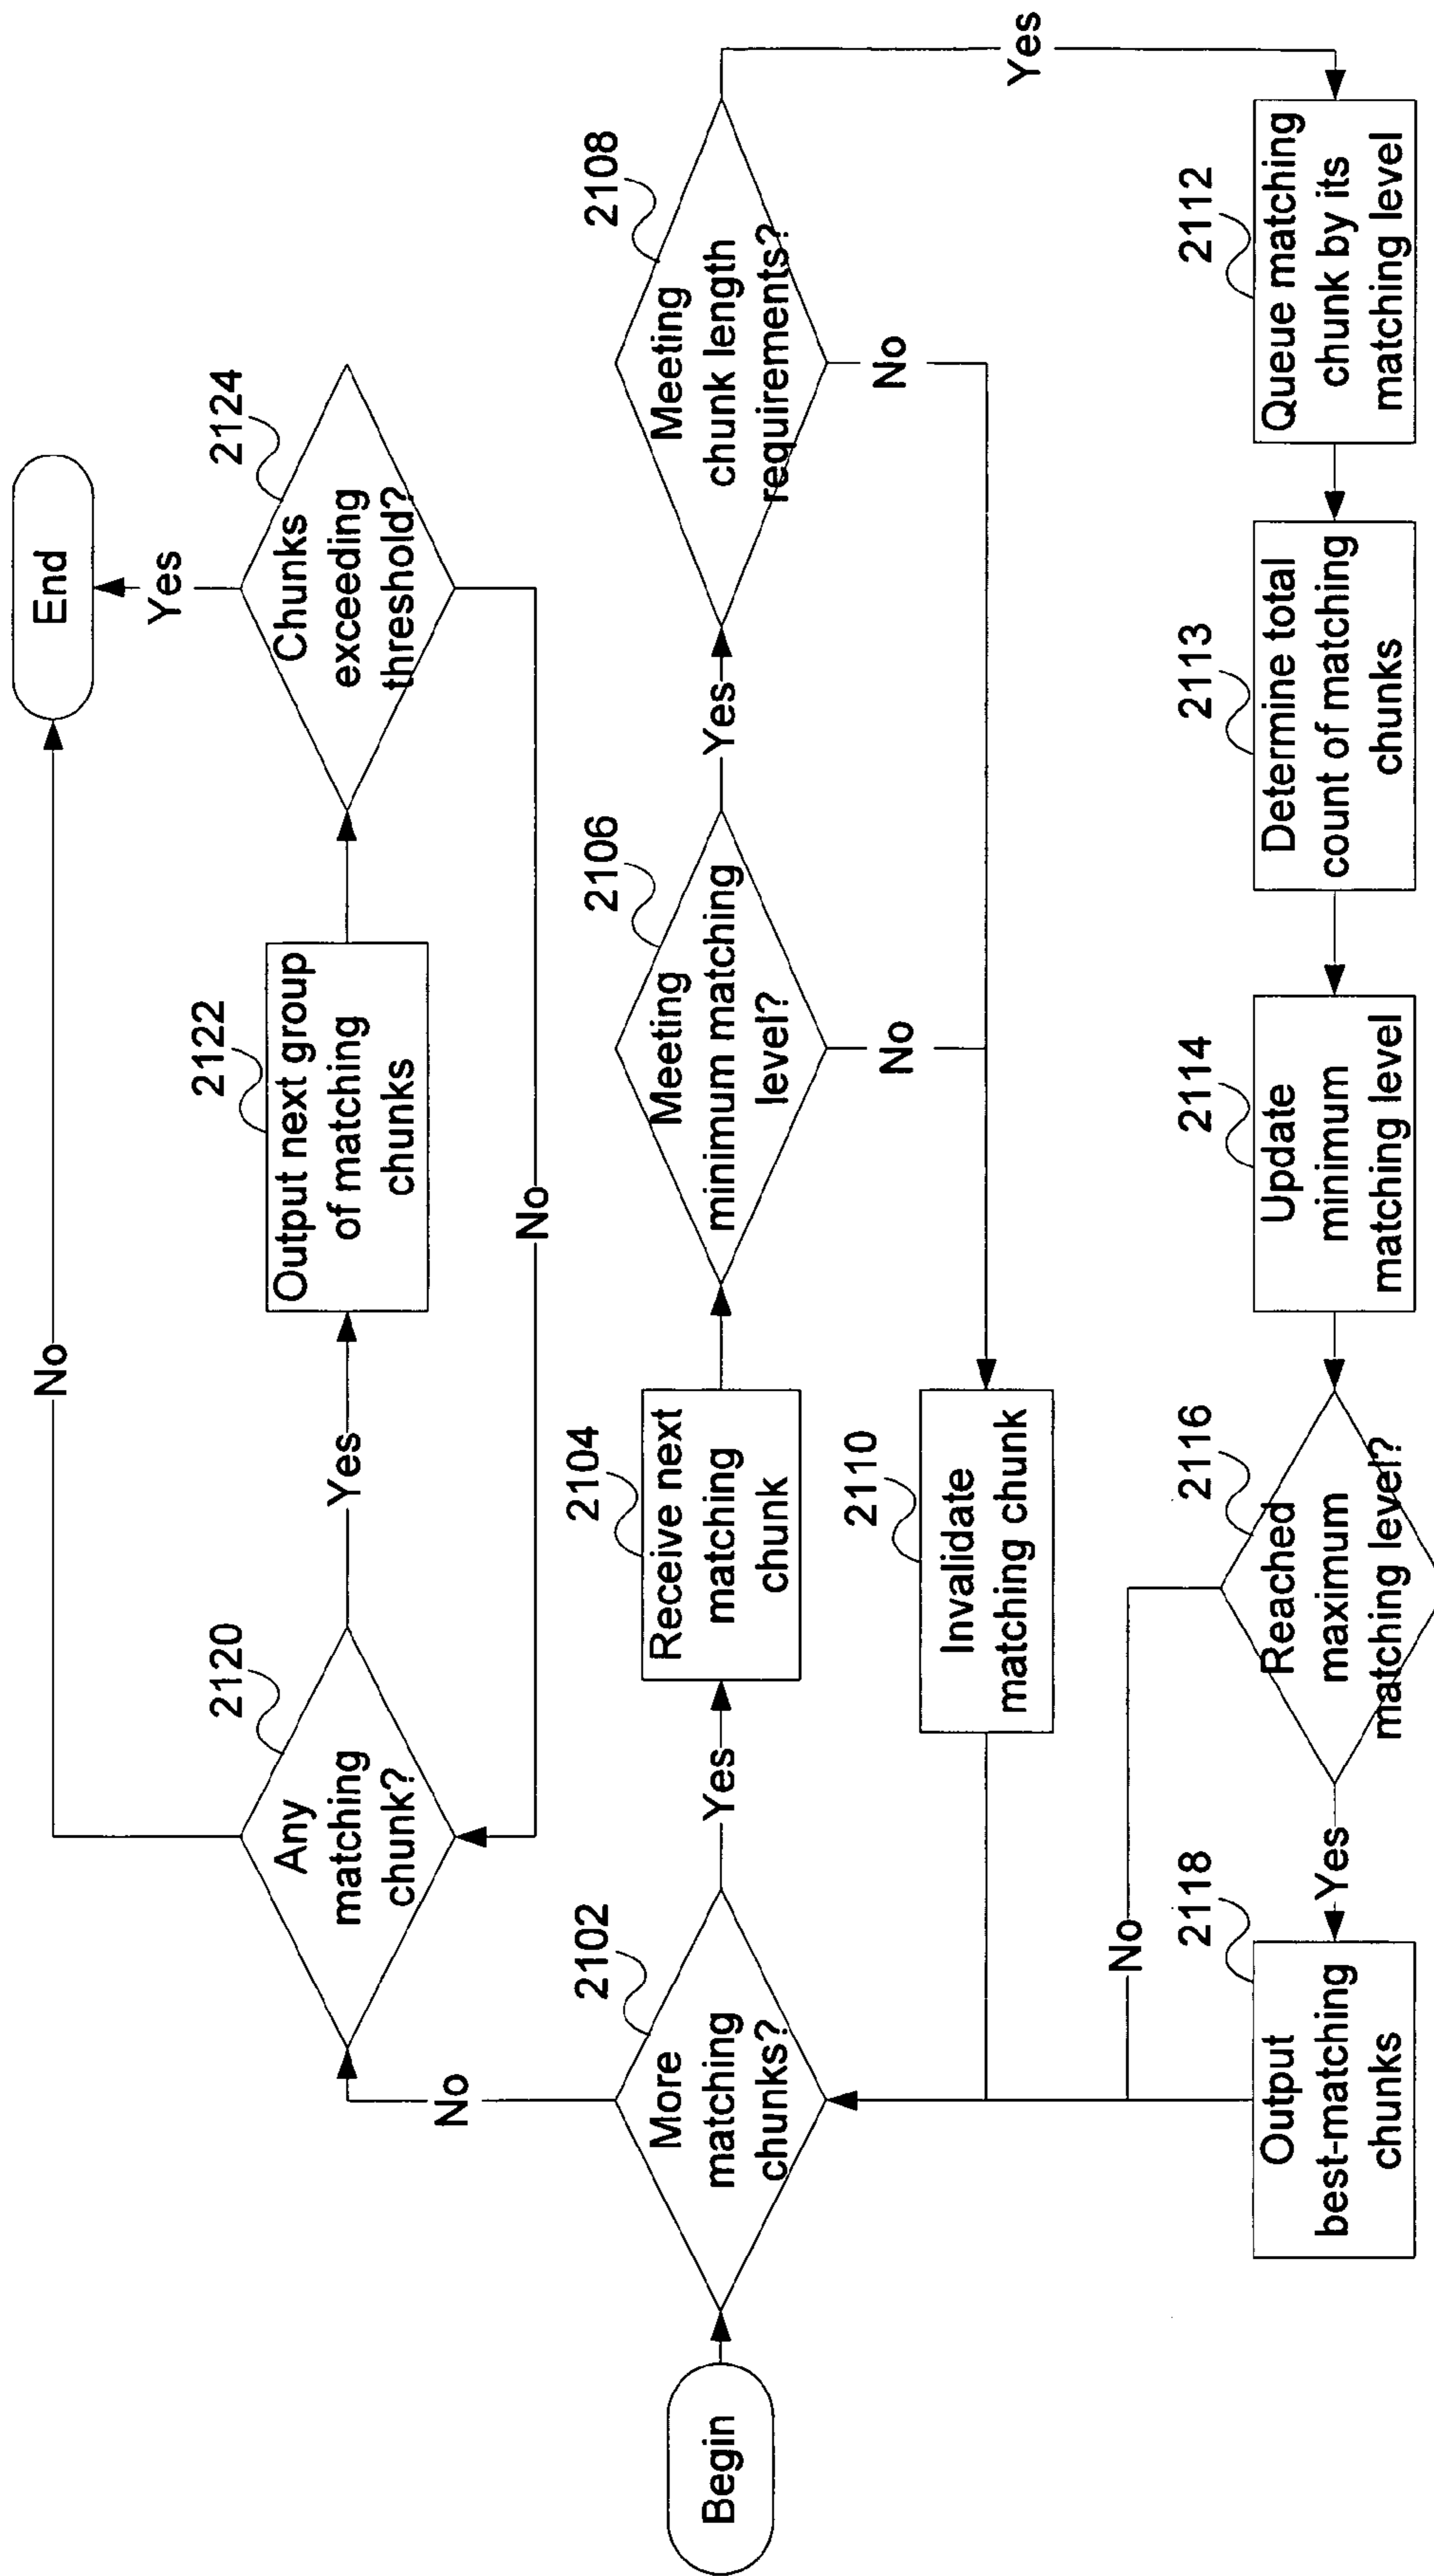 End
No
Yes
2120
Any
matching
chunk?
Yes
2122
Output next group
of matching
chunks
2124
Chunks
exceeding
threshold?
No
No
Begin
2102
More
matching
chunks?
Yes
2104
Receive next
matching
chunk
2106
Meeting
minimum matching
level?
Yes
2108
Meeting
chunk length
requirements?
No
No
Yes
2110
Invalidate
matching chunk
No
2118
Output
best-matching
chunks
Yes
2116
Reached
maximum
matching level?
2114
Update
minimum
matching level
2113
Determine total
count of matching
chunks
2112
Queue matching
chunk by its
matching level